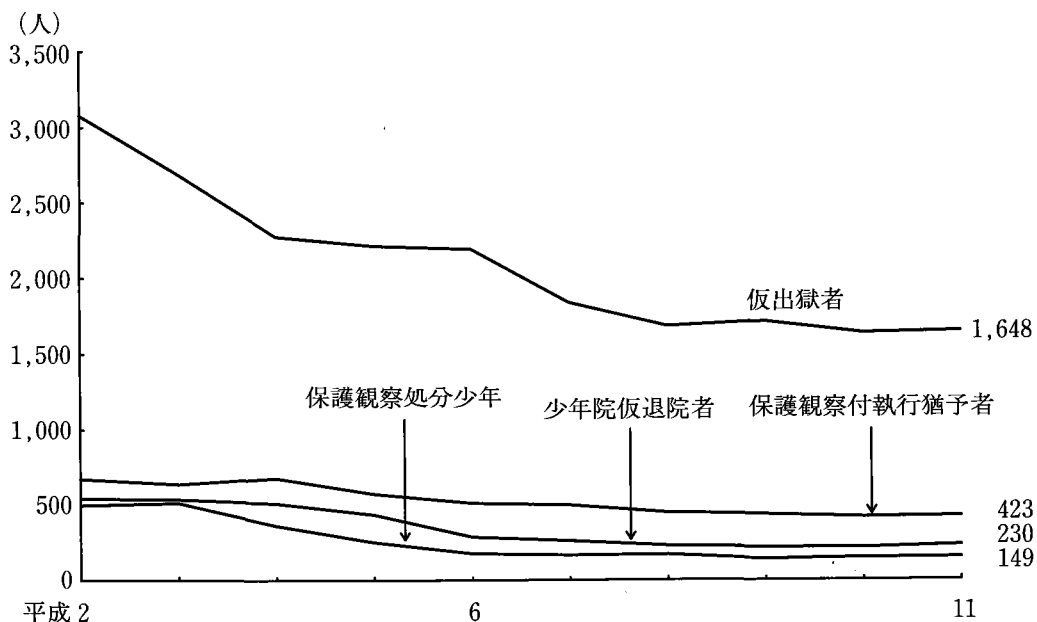 (人)
3,500
3,000
2,500
2,000
1,500
1,000
500
0
仮出獄者
1,648
保護観察処分少年
少年院仮退院者
保護観察付執行猶予者
423
230
149
平成2
6
11